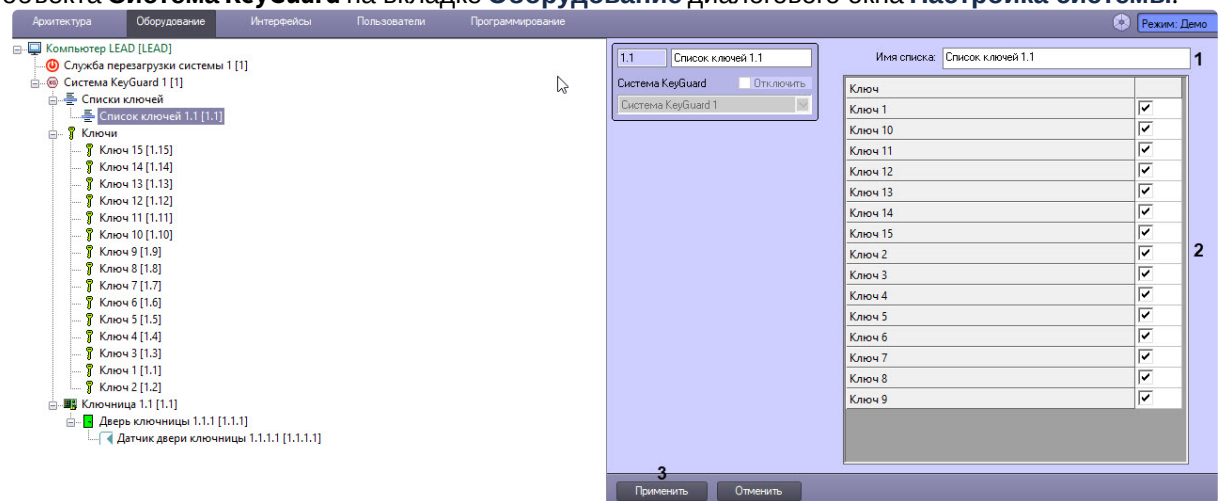 объекта Система KeyGuard на вкладке Оборудование диалогового окна Настройка системы.
Архитектура Оборудование Интерфейсы Пользователи Программирование Режим: Демо
Компьютер LEAD [LEAD]
Служба перезагрузки системы 1 [1]
Система KeyGuard 1 [1]
Списки ключей
Список ключей 1.1 [1.1]
Ключи
Ключ 15 [1.15]
Ключ 14 [1.14]
Ключ 13 [1.13]
Ключ 12 [1.12]
Ключ 11 [1.11]
Ключ 10 [1.10]
Ключ 9 [1.9]
Ключ 8 [1.8]
Ключ 7 [1.7]
Ключ 6 [1.6]
Ключ 5 [1.5]
Ключ 4 [1.4]
Ключ 3 [1.3]
Ключ 1 [1.1]
Ключ 2 [1.2]
Ключница 1.1 [1.1]
Дверь ключницы 1.1.1 [1.1.1]
Датчик двери ключницы 1.1.1.1 [1.1.1.1]
1.1 Список ключей 1.1
Система KeyGuard Отключить
Система KeyGuard 1
Имя списка: Список ключей 1.1 1
Ключ
Ключ 1
Ключ 10
Ключ 11
Ключ 12
Ключ 13
Ключ 14
Ключ 15
Ключ 2 2
Ключ 3
Ключ 4
Ключ 5
Ключ 6
Ключ 7
Ключ 8
Ключ 9
3
Применить Отменить